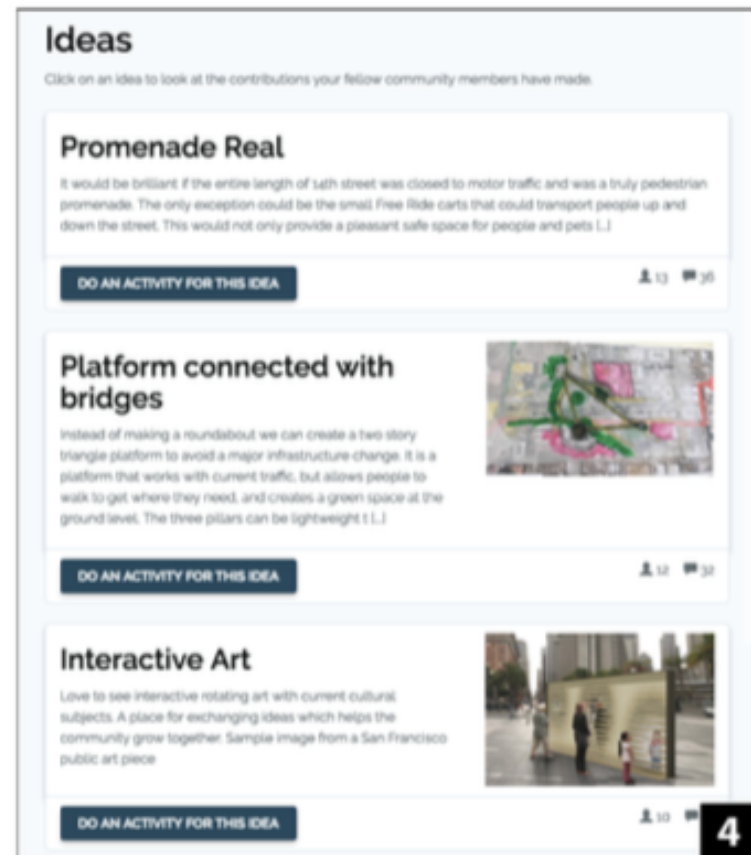 Ideas
Click on an idea to look at the contributions your fellow community members have made.
Promenade Real
It would be brilliant if the entire length of 14th street was closed to motor traffic and was a truly pedestrian
promenade. The only exception could be the small Free Ride carts that could transport people up and
down the street. This would not only provide a pleasant safe space for people and pets [...]
DO AN ACTIVITY FOR THIS IDEA
13 36
Platform connected with
bridges
Instead of making a roundabout we can create a two story
triangle platform to avoid a major infrastructure change. It is a
platform that works with current traffic, but allows people to
walk to get where they need, and creates a green space at the
ground level. The three pillars can be lightweight t [...]
DO AN ACTIVITY FOR THIS IDEA
12 32
Interactive Art
Love to see interactive rotating art with current cultural
subjects. A place for exchanging ideas which helps the
community grow together. Sample image from a San Francisco
public art piece
DO AN ACTIVITY FOR THIS IDEA
10
4